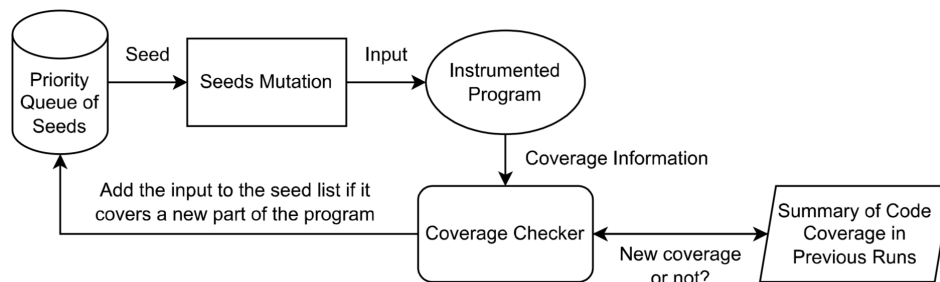 Priority
Queue of
Seeds
Seed
Seeds Mutation
Input
Instrumented
Program
Coverage Information
Add the input to the seed list if it
covers a new part of the program
Coverage Checker
New coverage
or not?
Summary of Code
Coverage in
Previous Runs